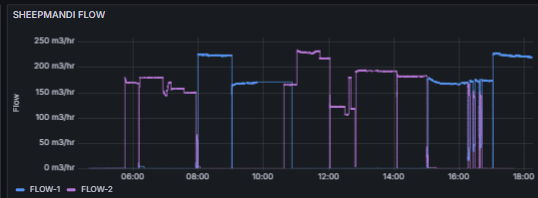 SHEEPMANDI FLOW
250 m3/hr
200 m3/hr
150 m3/hr
100 m3/hr
50 m3/hr
0 m3/hr
Flow
06:00 08:00 10:00 12:00 14:00 16:00 18:00
FLOW-1 FLOW-2